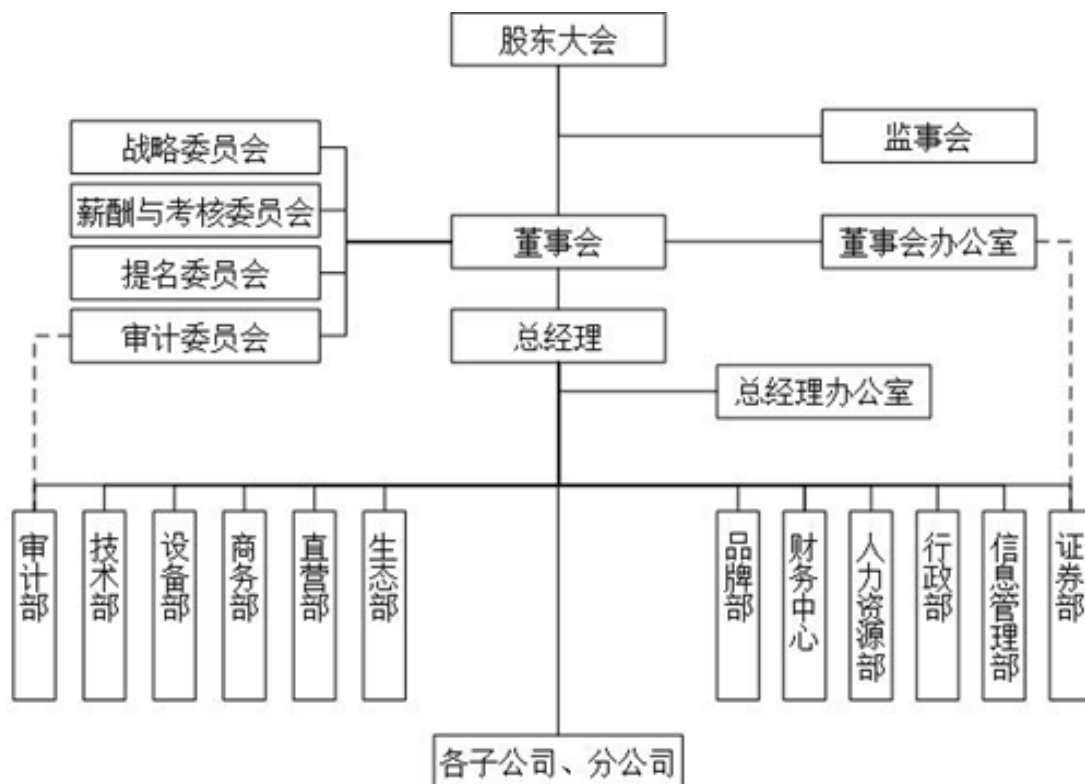 股东大会
监事会
战略委员会
薪酬与考核委员会
提名委员会
审计委员会
董事会
董事会办公室
总经理
总经理办公室
审计部
技术部
设备部
商务部
直营部
生态部
品牌部
财务中心
人力资源部
行政部
信息管理部
证券部
各子公司、分公司